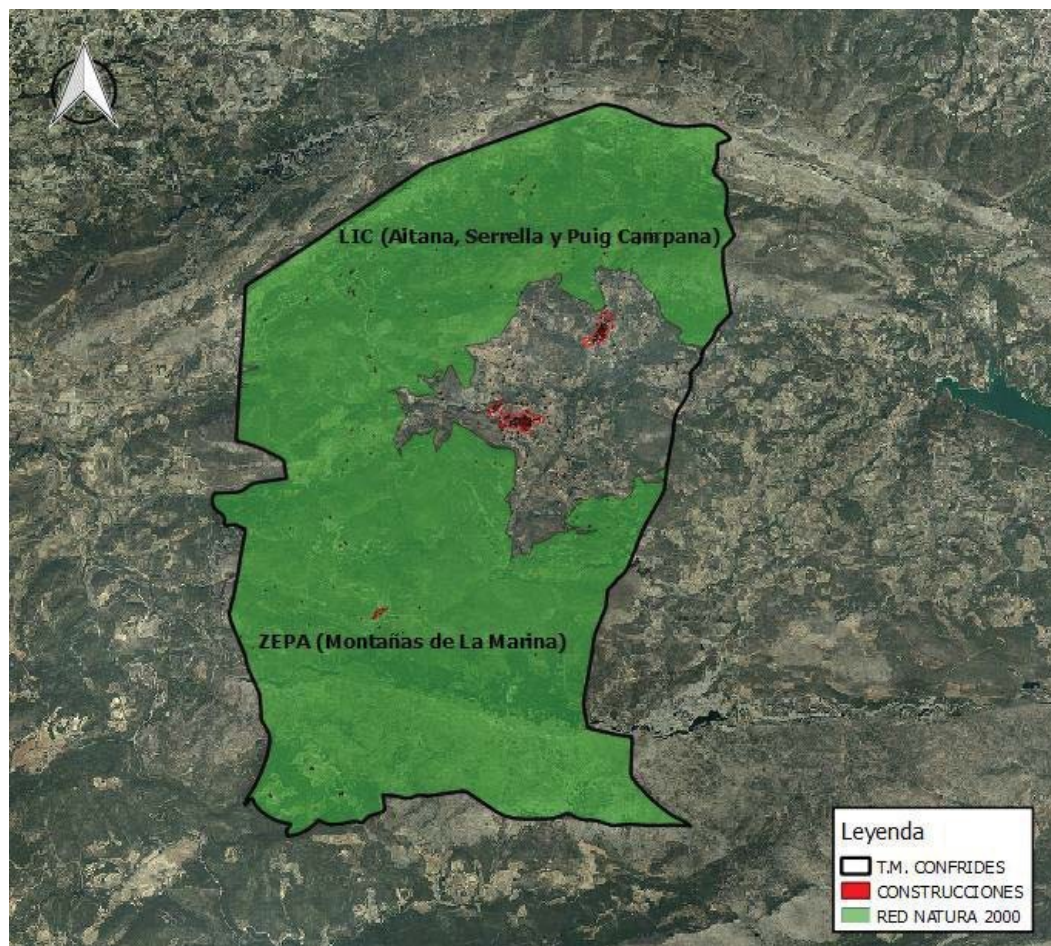 LIC (Aitana, Serrella y Puig Campana)
ZEPA (Montañas de La Marina)
Leyenda
T.M. CONFRIDES
CONSTRUCCIONES
RED NATURA 2000